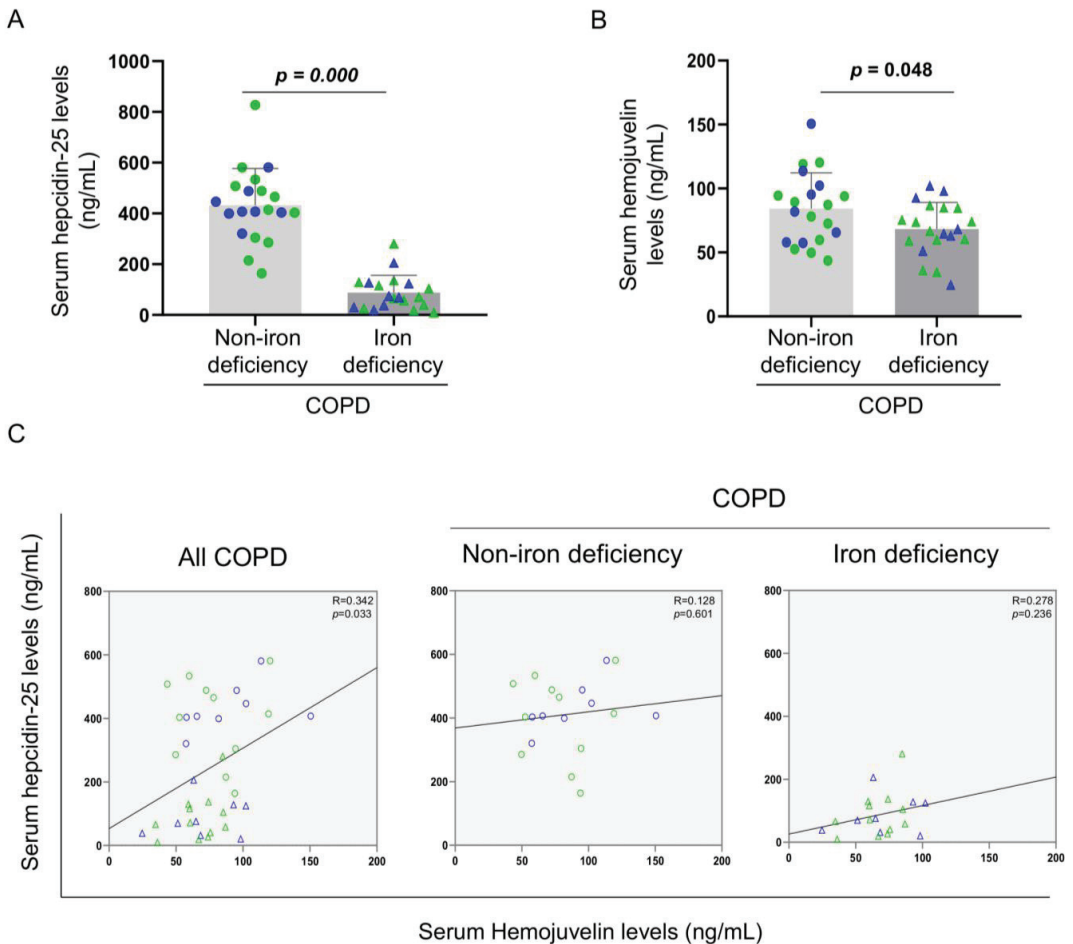 A
Serum hepcidin-25 levels
(ng/mL)
1000
800
600
400
200
0
p = 0.000
Non-iron
deficiency
Iron
deficiency
COPD
B
Serum hemojuvelin
levels (ng/mL)
200
150
100
50
0
p = 0.048
Non-iron
deficiency
Iron
deficiency
COPD
C
Serum hepcidin-25 levels (ng/mL)
COPD
All COPD
Non-iron deficiency
Iron deficiency
800
600
400
200
0
R=0.342
p=0.033
0 50 100 150 200
800
600
400
200
0
R=0.128
p=0.601
0 50 100 150 200
800
600
400
200
0
R=0.278
p=0.236
0 50 100 150 200
Serum Hemojuvelin levels (ng/mL)